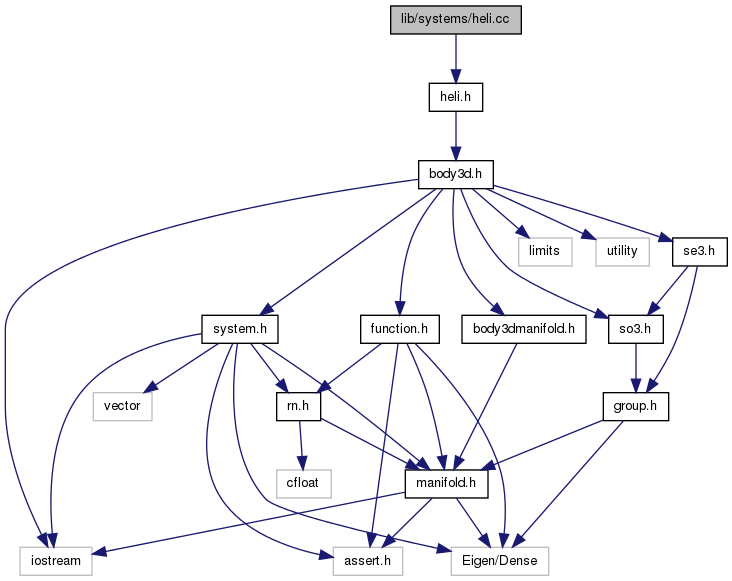 lib/systems/heli.cc
heli.h
body3d.h
limits
utility
se3.h
system.h
function.h
body3dmanifold.h
so3.h
vector
rn.h
group.h
cfloat
manifold.h
iostream
assert.h
Eigen/Dense